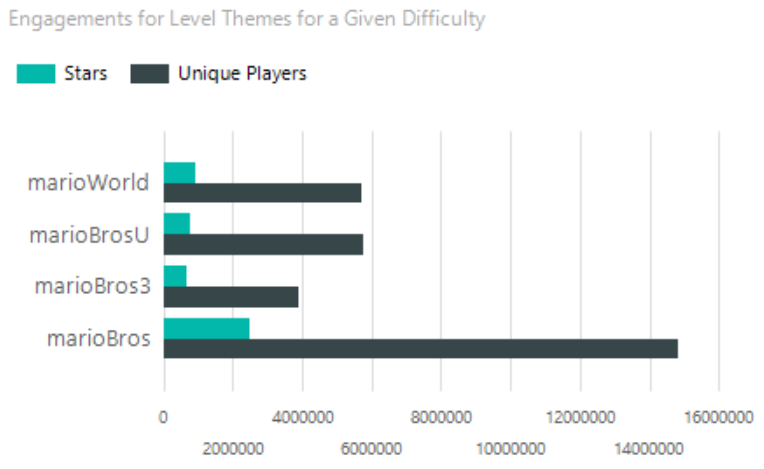 Engagements for Level Themes for a Given Difficulty
Stars Unique Players
marioWorld
marioBrosU
marioBros3
marioBros
0 4000000 8000000 12000000 16000000
2000000 6000000 10000000 14000000